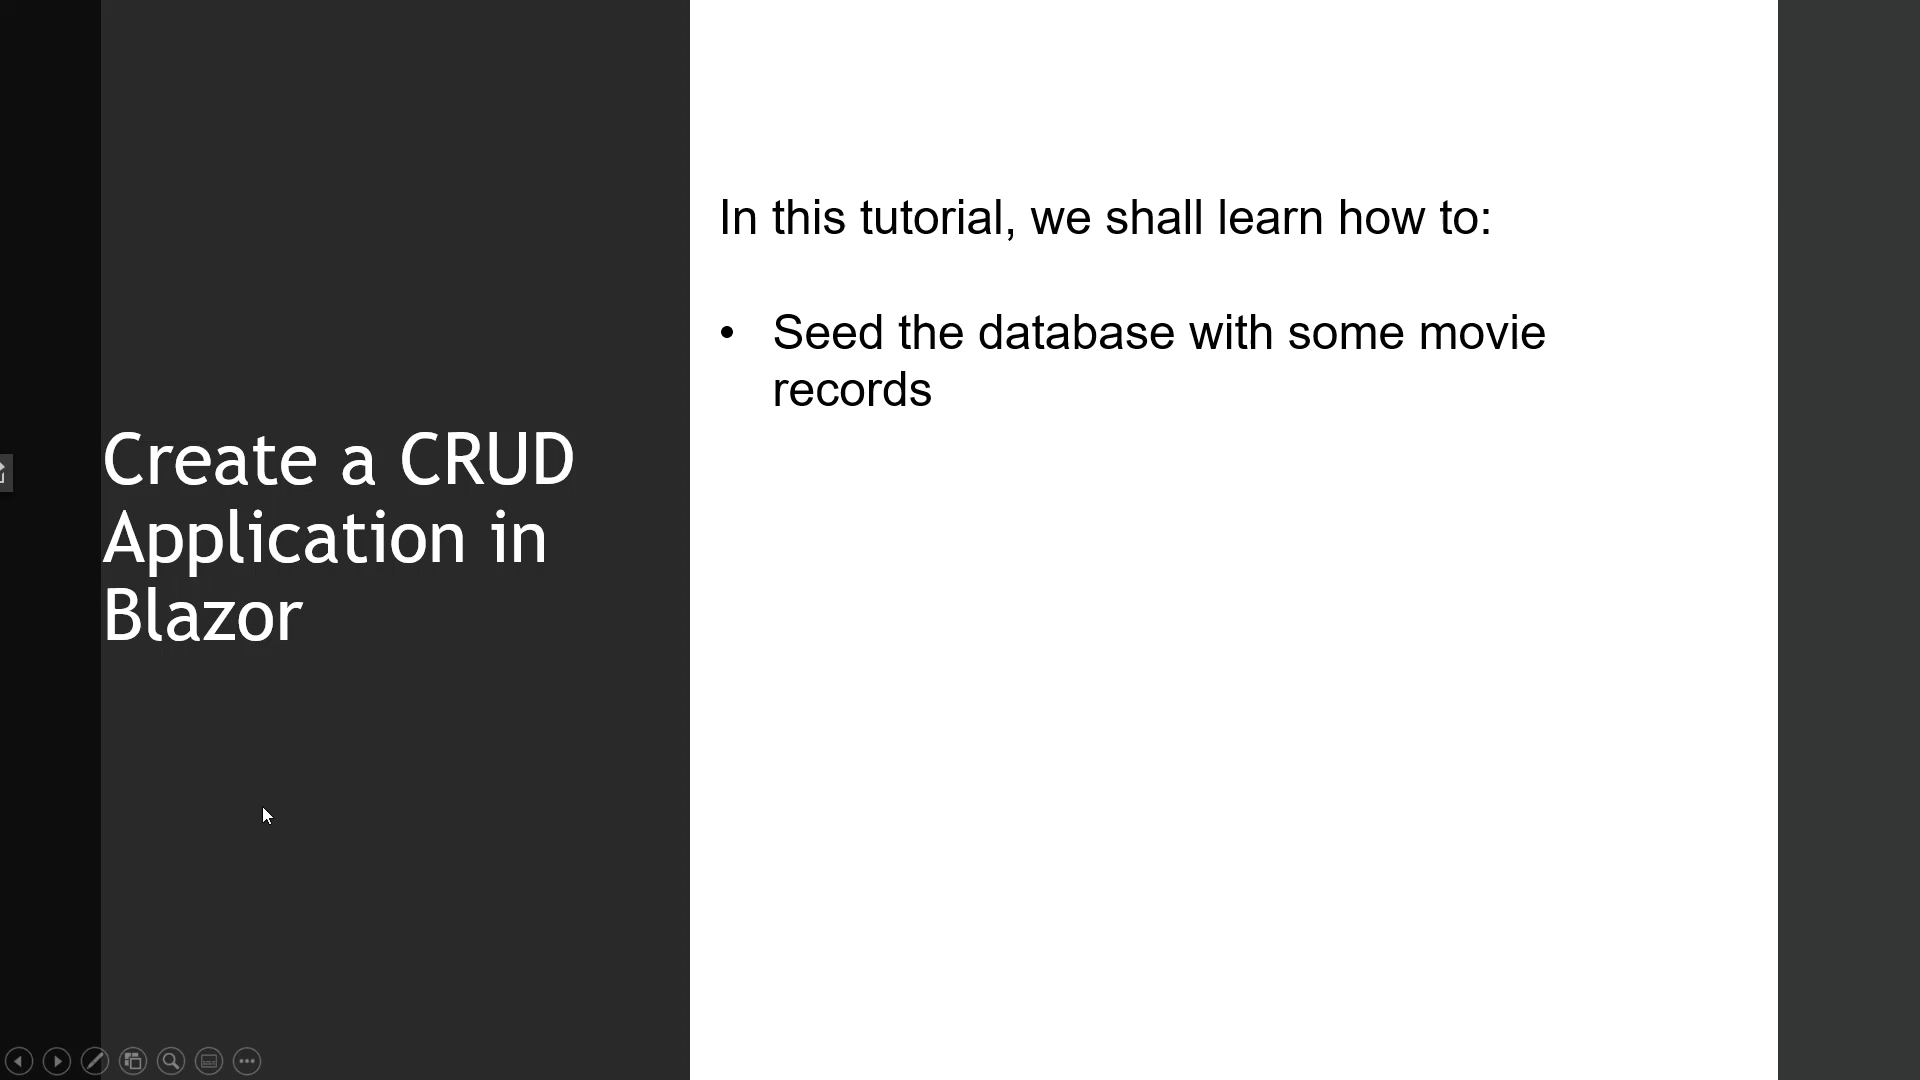 Create a CRUD
Application in
Blazor
In this tutorial, we shall learn how to:
• Seed the database with some movie
records